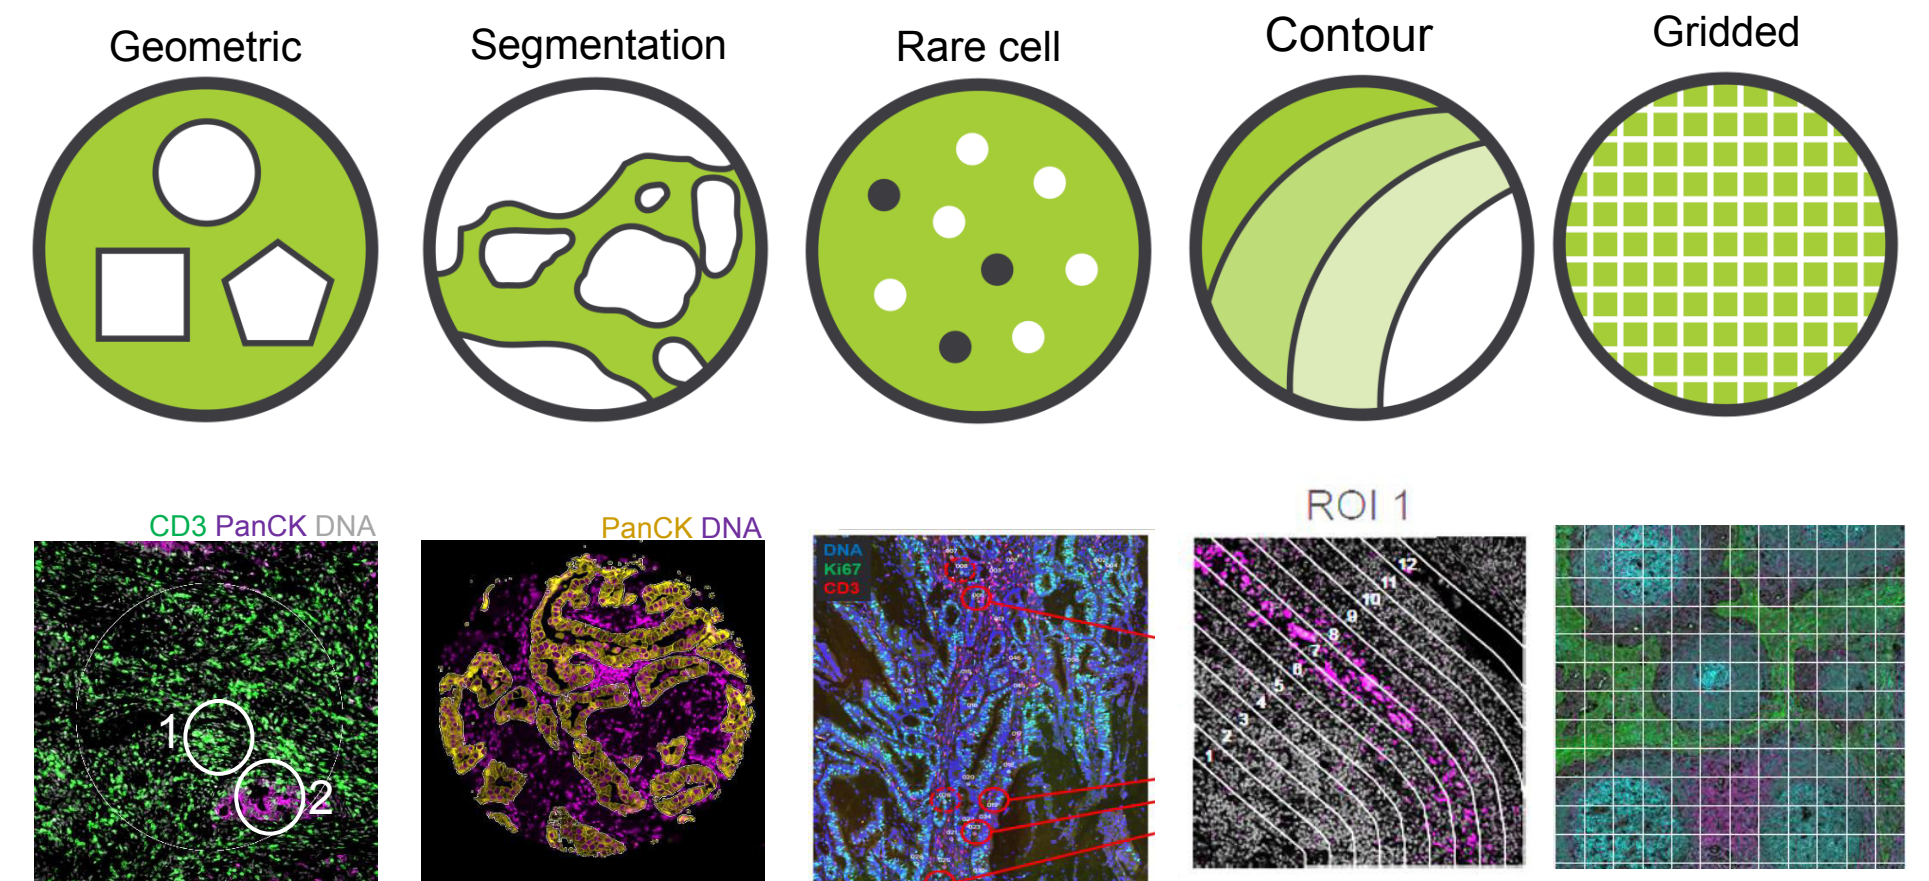 Geometric
Segmentation
Rare cell
Contour
Gridded
CD3 PanCK DNA
1
2
PanCK DNA
DNA
Ki67
CD3
ROI 1
12
11
10
9
8
7
6
5
4
3
2
1